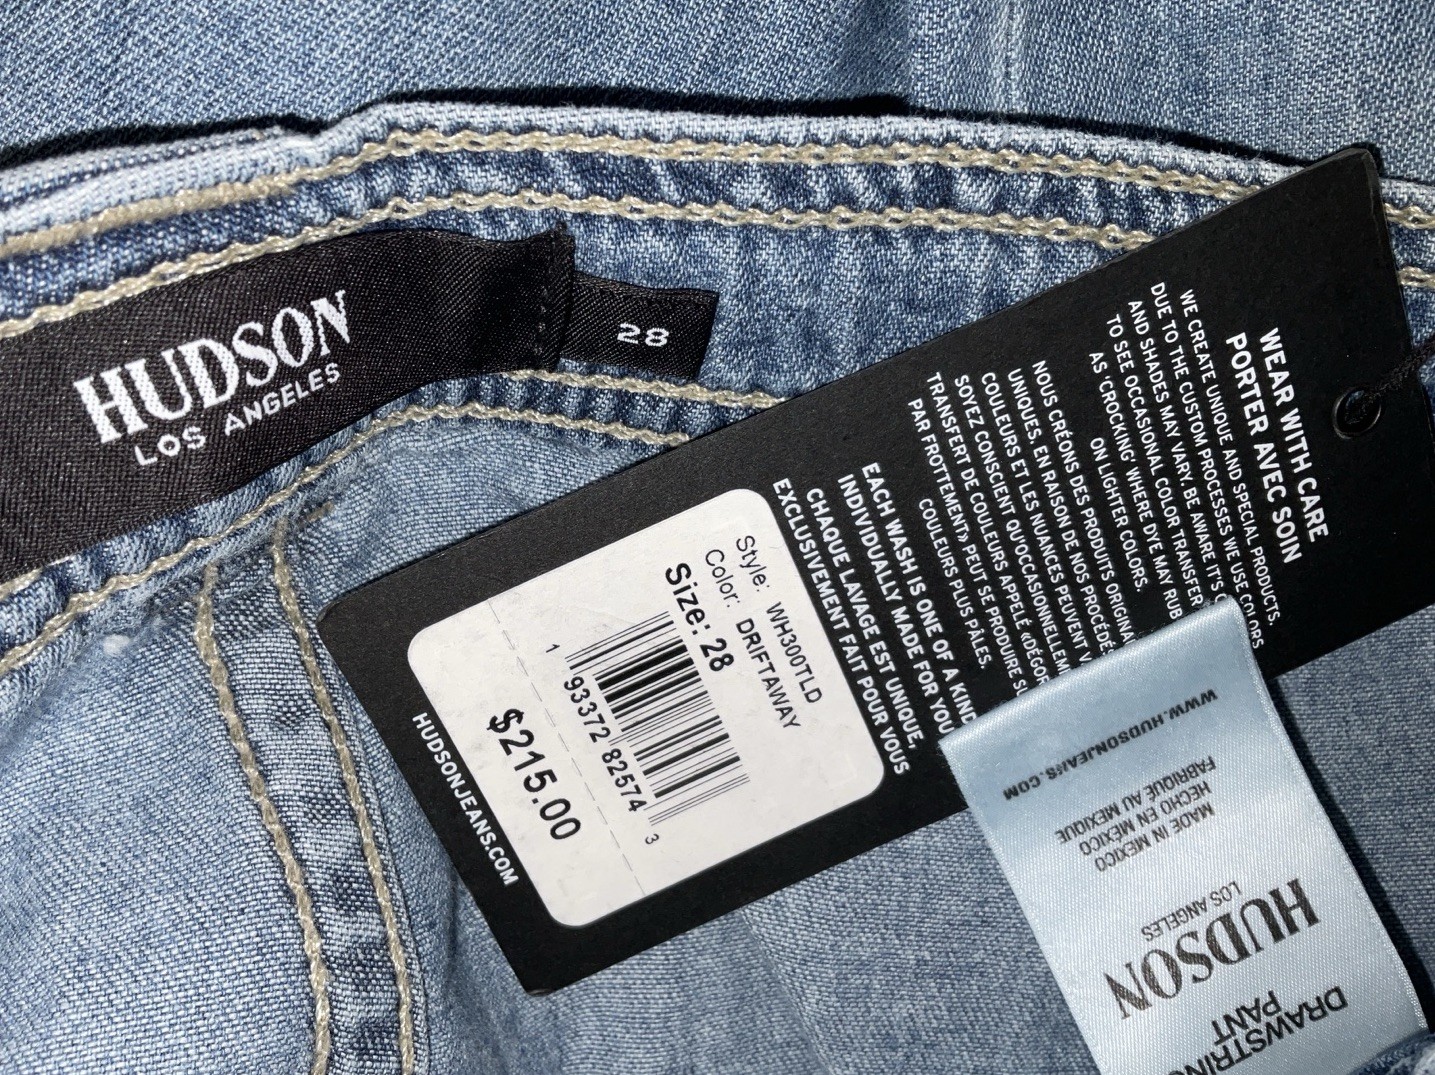 HUDSON
LOS ANGELES
28
WEAR WITH CARE
PORTER AVEC SOIN
WE CREATE UNIQUE AND SPECIAL PRODUCTS.
DUE TO THE CUSTOM PROCESSES WE USE COLORS
AND SHADES MAY VARY. BE AWARE IT'S
TO SEE OCCASIONAL COLOR TRANSFER
AS 'CROCKING' WHERE DYE MAY RUB
ON LIGHTER COLORS.
NOUS CRÉONS DES PRODUITS
UNIQUES. EN RAISON DE NOS
COULEURS ET LES NUANCES PEUVENT
SOYEZ CONSCIENT QU'OCCASIONNELLEM
TRANSFERT DE COULEURS APPELÉ
PAR FROTTEMENT» PEUT SE PRODUIRE
COULEURS PLUS PÂLES.
EACH WASH IS ONE OF A KIND
INDIVIDUALLY MADE FOR YOU
CHAQUE LAVAGE EST UNIQUE,
EXCLUSIVEMENT FAIT POUR VOUS
Style: WH300TLD
Color: DRIFTAWAY
Size: 28
1 93372 82574 3
$215.00
HUDSONJEANS.COM
DRAWSTRING
PANT
HUDSON
LOS ANGELES
MADE IN MEXICO
HECHO EN MEXICO
FABRIQUÉ AU MEXIQUE
WWW.HUDSONJEANS.COM